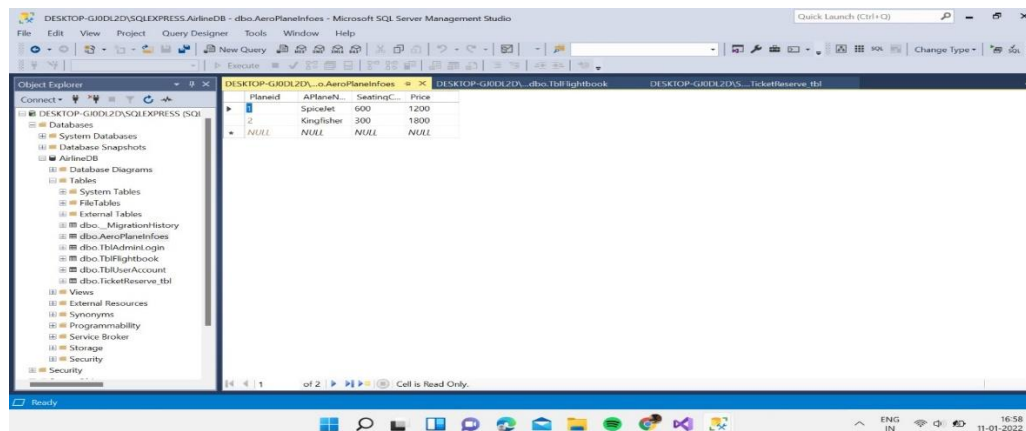 DESKTOP-GJ0DL2D\SQLEXPRESS.AirlineDB - dbo.AeroPlaneInfoes - Microsoft SQL Server Management Studio
Quick Launch (Ctrl+Q)
File Edit View Project Query Designer Tools Window Help
New Query
Change Type
Execute
Object Explorer
DESKTOP-GJ0DL2D\...o.AeroPlaneInfoes
DESKTOP-GJ0DL2D\...dbo.TblFlightbook
DESKTOP-GJ0DL2D\S...TicketReserve_tbl
Connect
DESKTOP-GJ0DL2D\SQLEXPRESS (SQL
Databases
System Databases
Database Snapshots
AirlineDB
Database Diagrams
Tables
System Tables
FileTables
External Tables
dbo.__MigrationHistory
dbo.AeroPlaneInfoes
dbo.TblAdminLogin
dbo.TblFlightbook
dbo.TblUserAccount
dbo.TicketReserve_tbl
Views
External Resources
Synonyms
Programmability
Service Broker
Storage
Security
Security
Planeid APlaneN... SeatingC... Price
1 SpiceJet 600 1200
2 Kingfisher 300 1800
NULL NULL NULL NULL
1 of 2 Cell is Read Only.
Ready
ENG
IN
16:58
11-01-2022